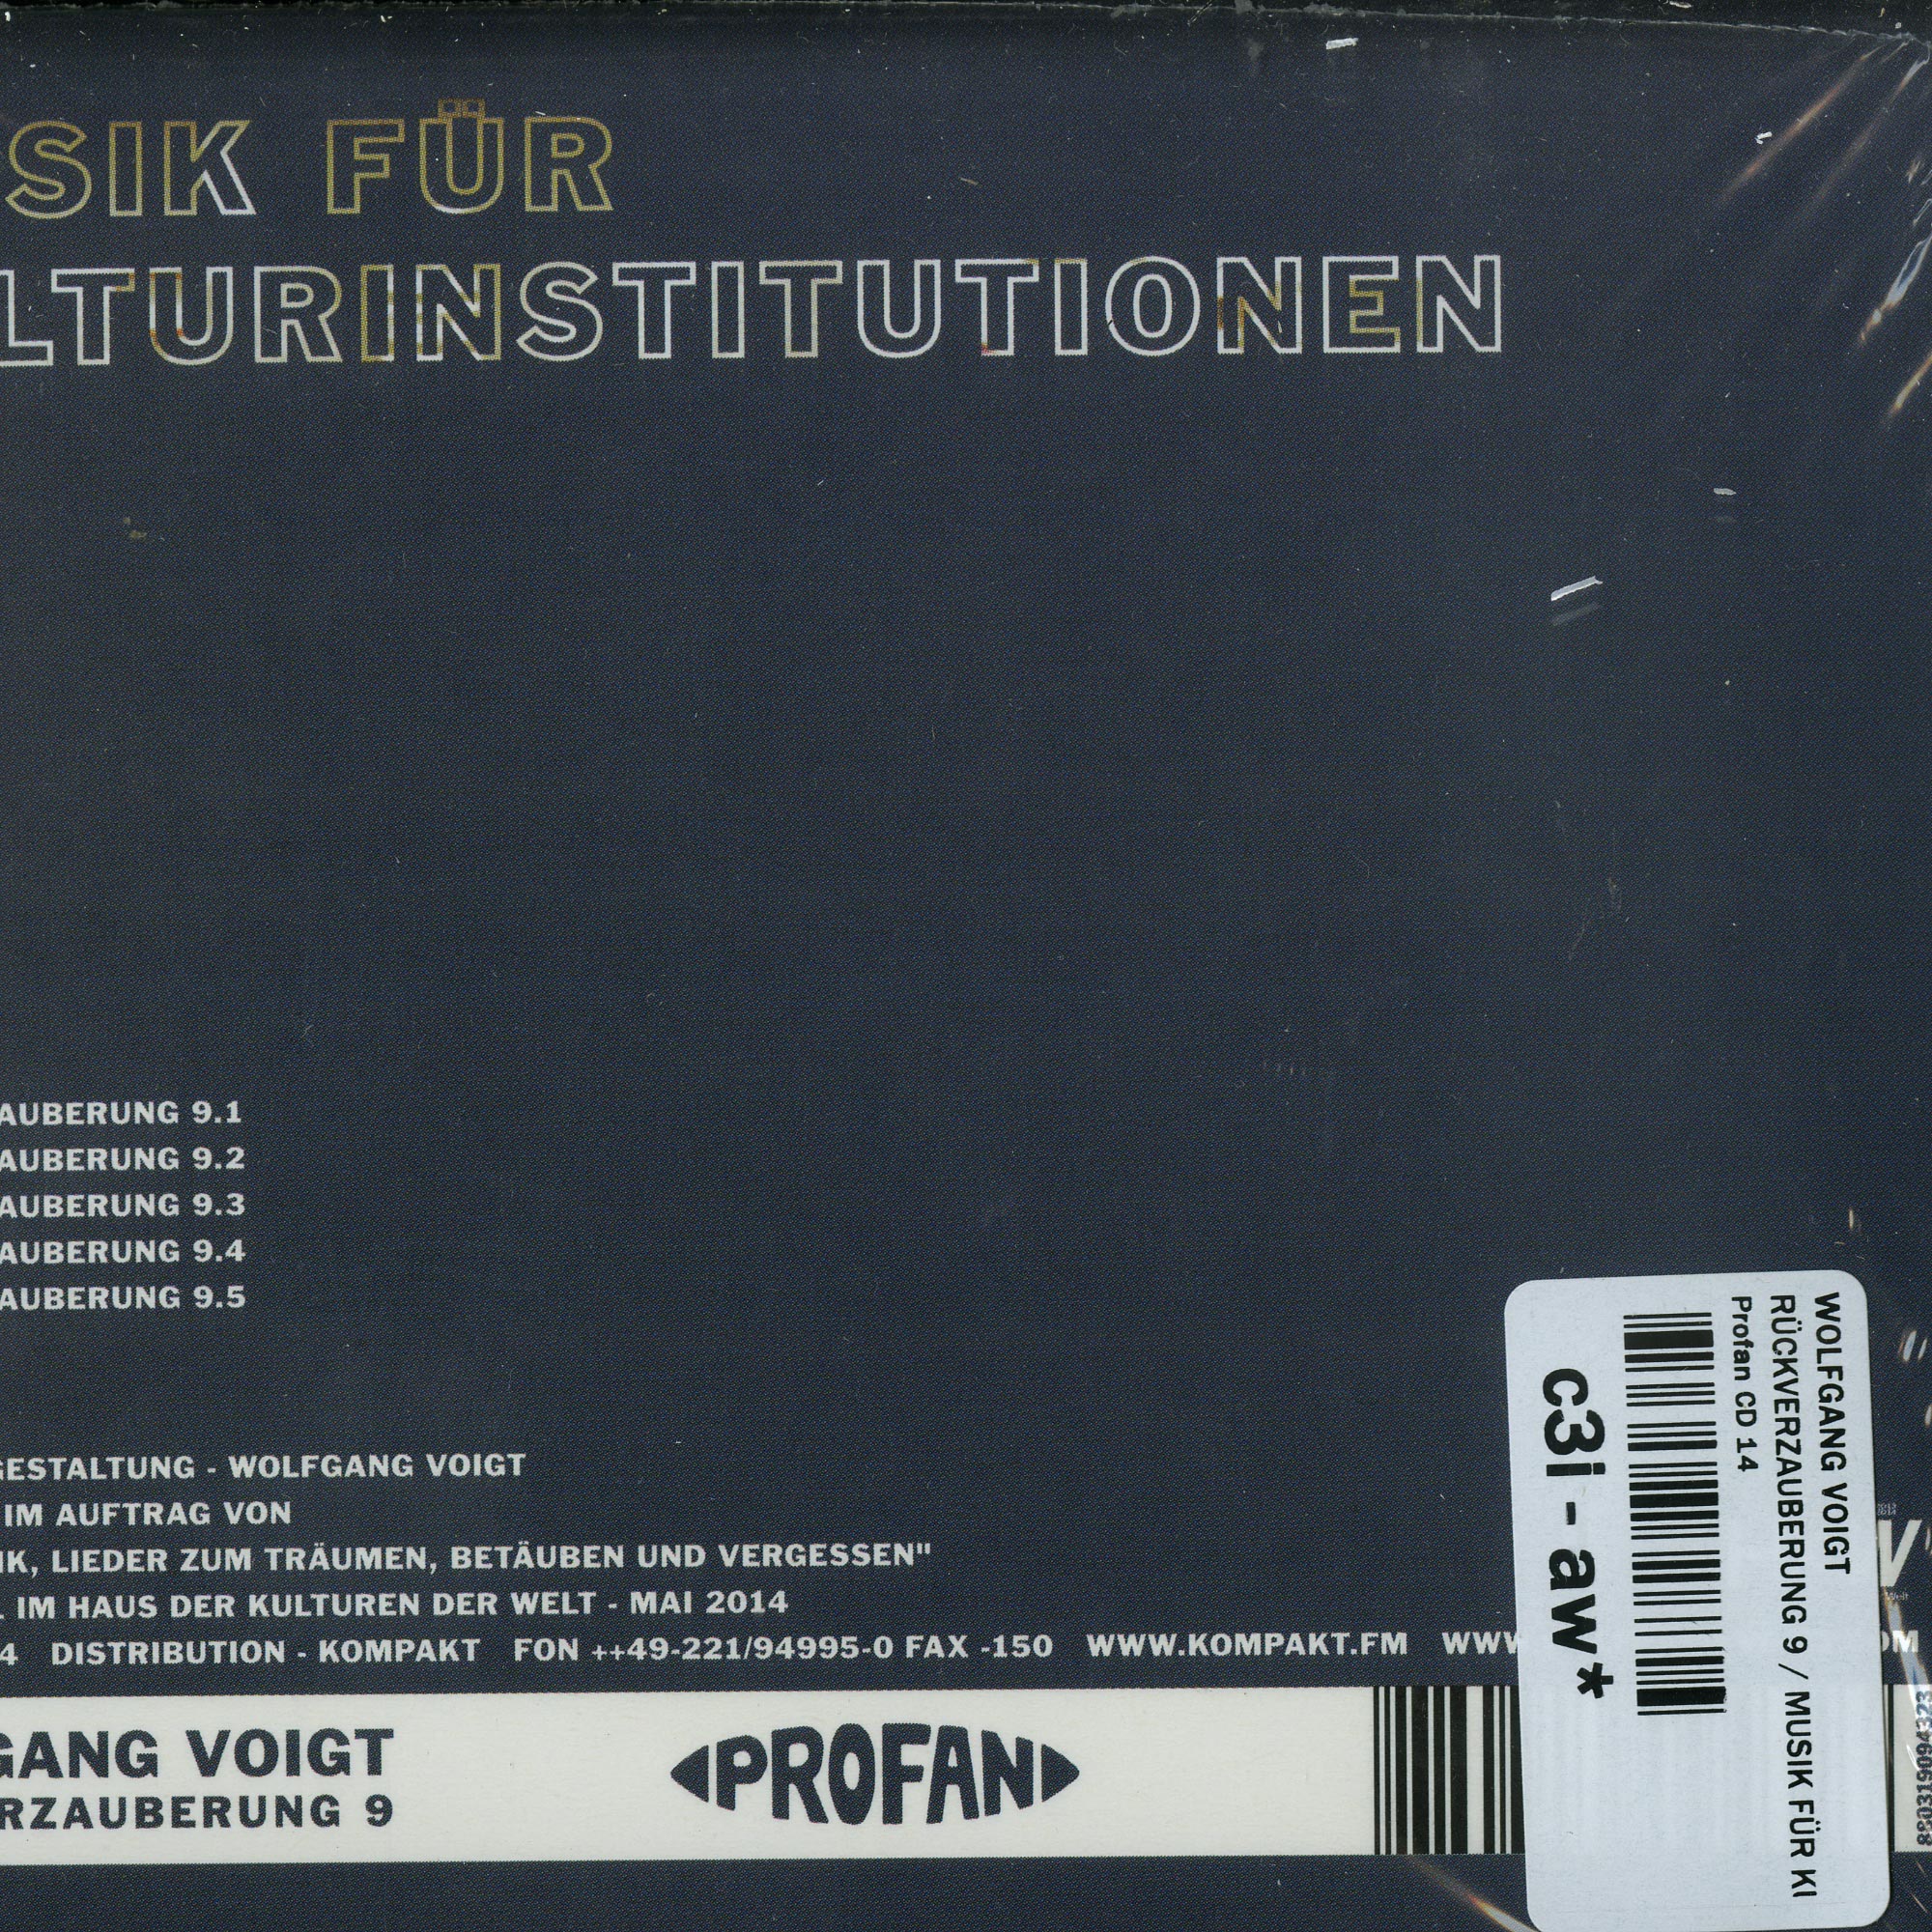 SIK FÜR
LTURINSTITUTIONEN
AUBERUNG 9.1
AUBERUNG 9.2
AUBERUNG 9.3
AUBERUNG 9.4
AUBERUNG 9.5
GESTALTUNG - WOLFGANG VOIGT
IM AUFTRAG VON
IK, LIEDER ZUM TRÄUMEN, BETÄUBEN UND VERGESSEN"
IM HAUS DER KULTUREN DER WELT - MAI 2014
4 DISTRIBUTION - KOMPAKT FON ++49-221/94995-0 FAX -150 WWW.KOMPAKT.FM WWW
GANG VOIGT
RZAUBERUNG 9
PROFAN
WOLFGANG VOIGT
RÜCKVERZAUBERUNG 9 / MUSIK FÜR KI
Profan CD 14
c3i - aw*